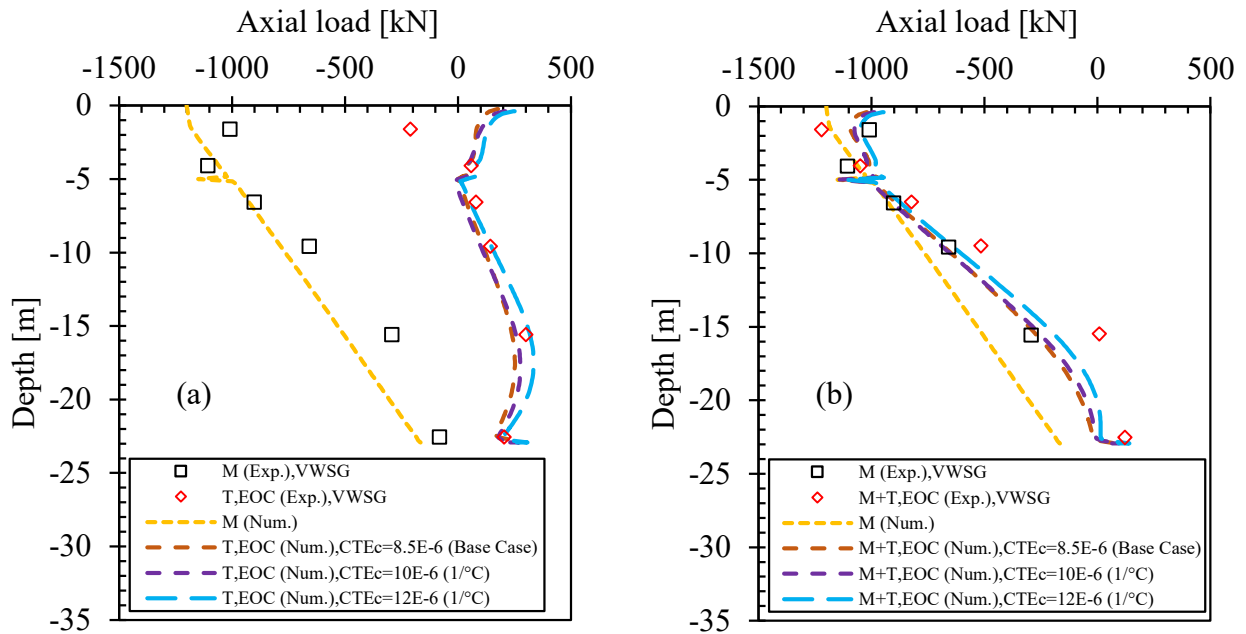 Axial load [kN]
-1500 -1000 -500 0 500
0
-5
-10
-15
-20
-25
-30
-35
Depth [m]
(a)
M (Exp.),VWSG
T,EOC (Exp.),VWSG
M (Num.)
T,EOC (Num.),CTEc=8.5E-6 (Base Case)
T,EOC (Num.),CTEc=10E-6 (1/°C)
T,EOC (Num.),CTEc=12E-6 (1/°C)
Axial load [kN]
-1500 -1000 -500 0 500
0
-5
-10
-15
-20
-25
-30
-35
Depth [m]
(b)
M (Exp.),VWSG
M+T,EOC (Exp.),VWSG
M (Num.)
M+T,EOC (Num.),CTEc=8.5E-6 (Base Case)
M+T,EOC (Num.),CTEc=10E-6 (1/°C)
M+T,EOC (Num.),CTEc=12E-6 (1/°C)